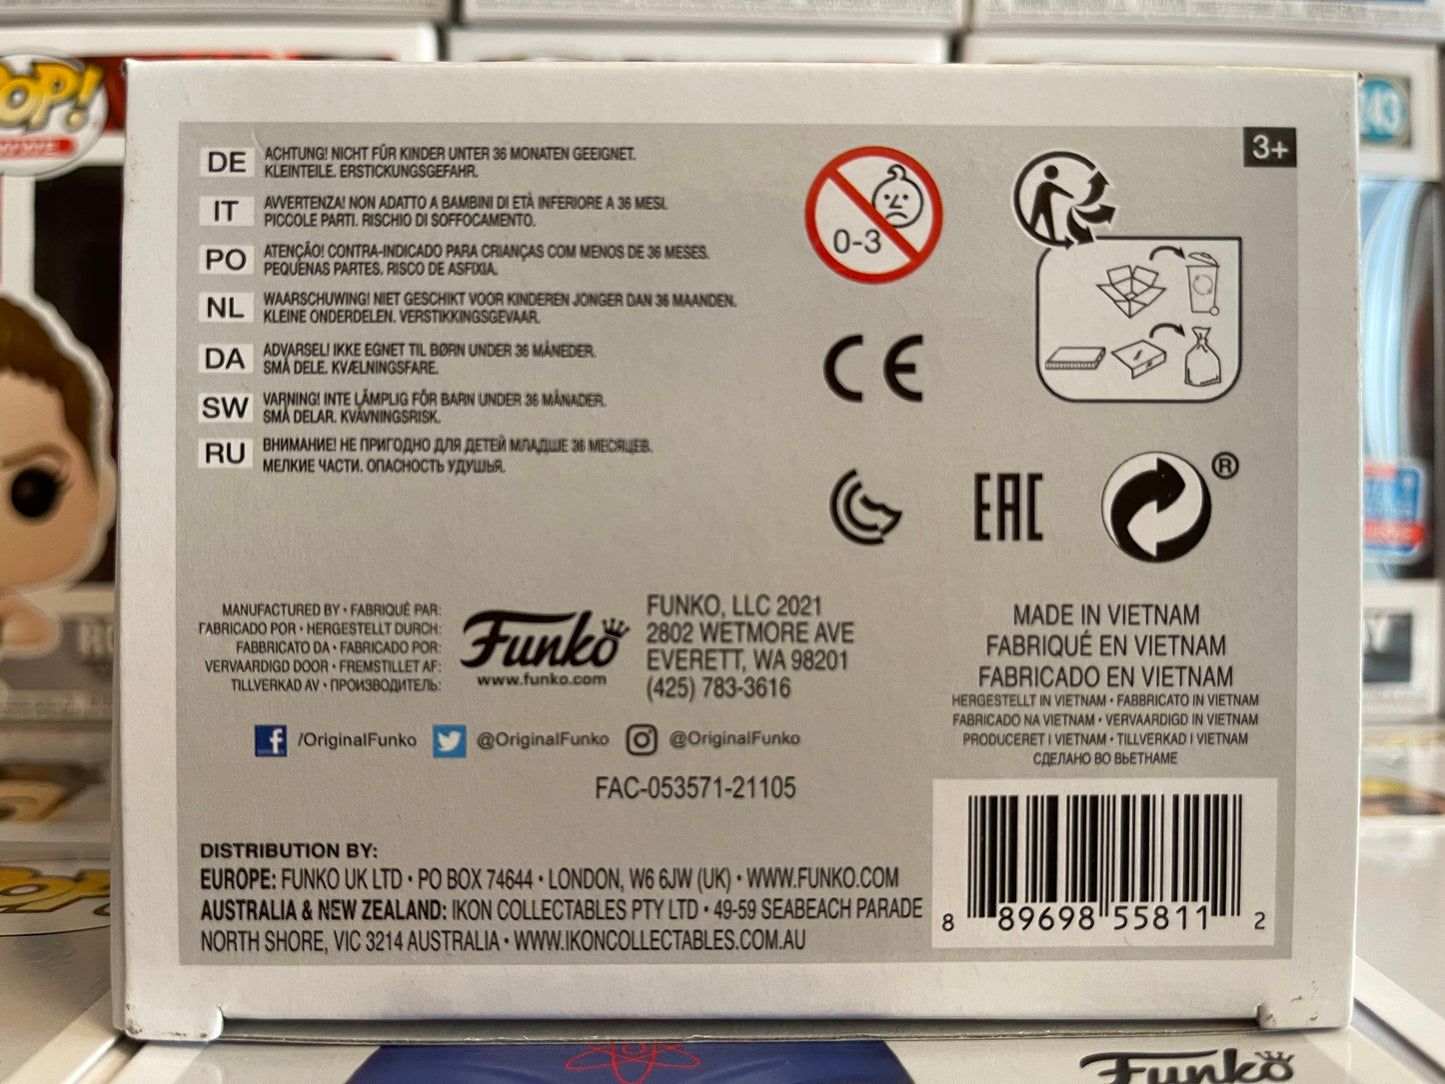 POP!
3+
DE ACHTUNG! NICHT FÜR KINDER UNTER 36 MONATEN GEEIGNET.
KLEINTEILE. ERSTICKUNGSGEFAHR.
IT AVVERTENZA! NON ADATTO A BAMBINI DI ETÀ INFERIORE A 36 MESI.
PICCOLE PARTI. RISCHIO DI SOFFOCAMENTO.
PO ATENÇÃO! CONTRA-INDICADO PARA CRIANÇAS COM MENOS DE 36 MESES.
PEQUENAS PARTES. RISCO DE ASFIXIA.
NL WAARSCHUWING! NIET GESCHIKT VOOR KINDEREN JONGER DAN 36 MAANDEN.
KLEINE ONDERDELEN. VERSTIKKINGSGEVAAR.
DA ADVARSEL! IKKE EGNET TIL BØRN UNDER 36 MÅNEDER.
SMÅ DELE. KVÆLNINGSFARE.
SW VARNING! INTE LÄMPLIG FÖR BARN UNDER 36 MÅNADER.
SMÅ DELAR. KVÄVNINGSRISK.
RU ВНИМАНИЕ! НЕ ПРИГОДНО ДЛЯ ДЕТЕЙ МЛАДШЕ 36 МЕСЯЦЕВ.
МЕЛКИЕ ЧАСТИ. ОПАСНОСТЬ УДУШЬЯ.
0-3
CE
EAC
®
MANUFACTURED BY • FABRIQUÉ PAR:
FABRICADO POR • HERGESTELLT DURCH:
FABBRICATO DA • FABRICADO POR:
VERVAARDIGD DOOR • FREMSTILLET AF:
TILLVERKAD AV • ПРОИЗВОДИТЕЛЬ:
Funko
www.funko.com
FUNKO, LLC 2021
2802 WETMORE AVE
EVERETT, WA 98201
(425) 783-3616
MADE IN VIETNAM
FABRIQUÉ EN VIETNAM
FABRICADO EN VIETNAM
HERGESTELLT IN VIETNAM • FABBRICATO IN VIETNAM
FABRICADO NA VIETNAM • VERVAARDIGD IN VIETNAM
PRODUCERET I VIETNAM • TILLVERKAD I VIETNAM
СДЕЛАНО ВО ВЬЕТНАМЕ
f /OriginalFunko @OriginalFunko @OriginalFunko
FAC-053571-21105
DISTRIBUTION BY:
EUROPE: FUNKO UK LTD • PO BOX 74644 • LONDON, W6 6JW (UK) • WWW.FUNKO.COM
AUSTRALIA & NEW ZEALAND: IKON COLLECTABLES PTY LTD • 49-59 SEABEACH PARADE
NORTH SHORE, VIC 3214 AUSTRALIA • WWW.IKONCOLLECTABLES.COM.AU
8 89698 55811 2
Funko